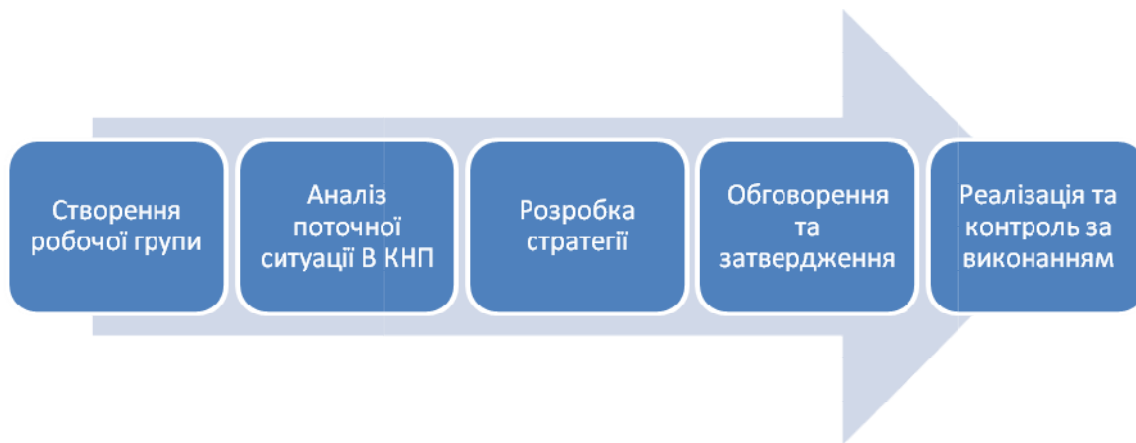 Створення
робочої групи
Аналіз
поточної
ситуації В КНП
Розробка
стратегії
Обговорення
та
затвердження
Реалізація та
контроль за
виконанням